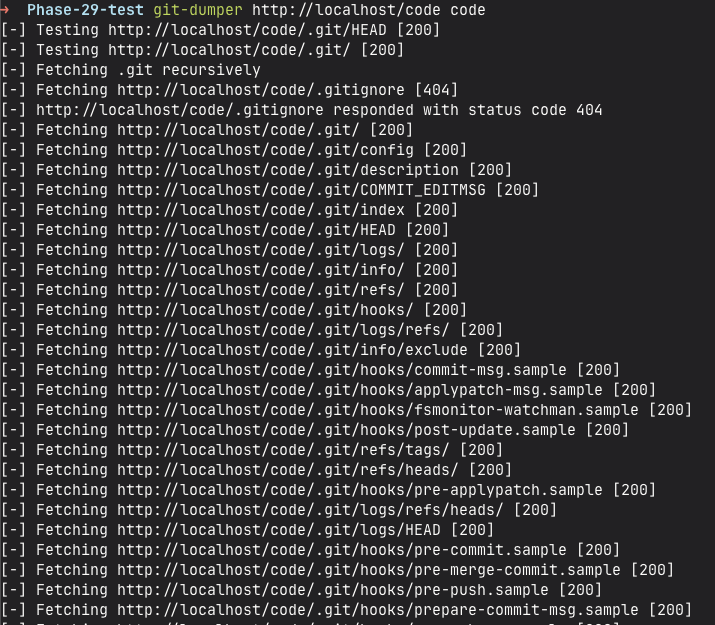 → Phase-29-test git-dumper http://localhost/code code
[-] Testing http://localhost/code/.git/HEAD [200]
[-] Testing http://localhost/code/.git/ [200]
[-] Fetching .git recursively
[-] Fetching http://localhost/code/.gitignore [404]
[-] http://localhost/code/.gitignore responded with status code 404
[-] Fetching http://localhost/code/.git/ [200]
[-] Fetching http://localhost/code/.git/config [200]
[-] Fetching http://localhost/code/.git/description [200]
[-] Fetching http://localhost/code/.git/COMMIT_EDITMSG [200]
[-] Fetching http://localhost/code/.git/index [200]
[-] Fetching http://localhost/code/.git/HEAD [200]
[-] Fetching http://localhost/code/.git/logs/ [200]
[-] Fetching http://localhost/code/.git/info/ [200]
[-] Fetching http://localhost/code/.git/refs/ [200]
[-] Fetching http://localhost/code/.git/hooks/ [200]
[-] Fetching http://localhost/code/.git/logs/refs/ [200]
[-] Fetching http://localhost/code/.git/info/exclude [200]
[-] Fetching http://localhost/code/.git/hooks/commit-msg.sample [200]
[-] Fetching http://localhost/code/.git/hooks/applypatch-msg.sample [200]
[-] Fetching http://localhost/code/.git/hooks/fsmonitor-watchman.sample [200]
[-] Fetching http://localhost/code/.git/hooks/post-update.sample [200]
[-] Fetching http://localhost/code/.git/refs/tags/ [200]
[-] Fetching http://localhost/code/.git/refs/heads/ [200]
[-] Fetching http://localhost/code/.git/hooks/pre-applypatch.sample [200]
[-] Fetching http://localhost/code/.git/logs/refs/heads/ [200]
[-] Fetching http://localhost/code/.git/logs/HEAD [200]
[-] Fetching http://localhost/code/.git/hooks/pre-commit.sample [200]
[-] Fetching http://localhost/code/.git/hooks/pre-merge-commit.sample [200]
[-] Fetching http://localhost/code/.git/hooks/pre-push.sample [200]
[-] Fetching http://localhost/code/.git/hooks/prepare-commit-msg.sample [200]